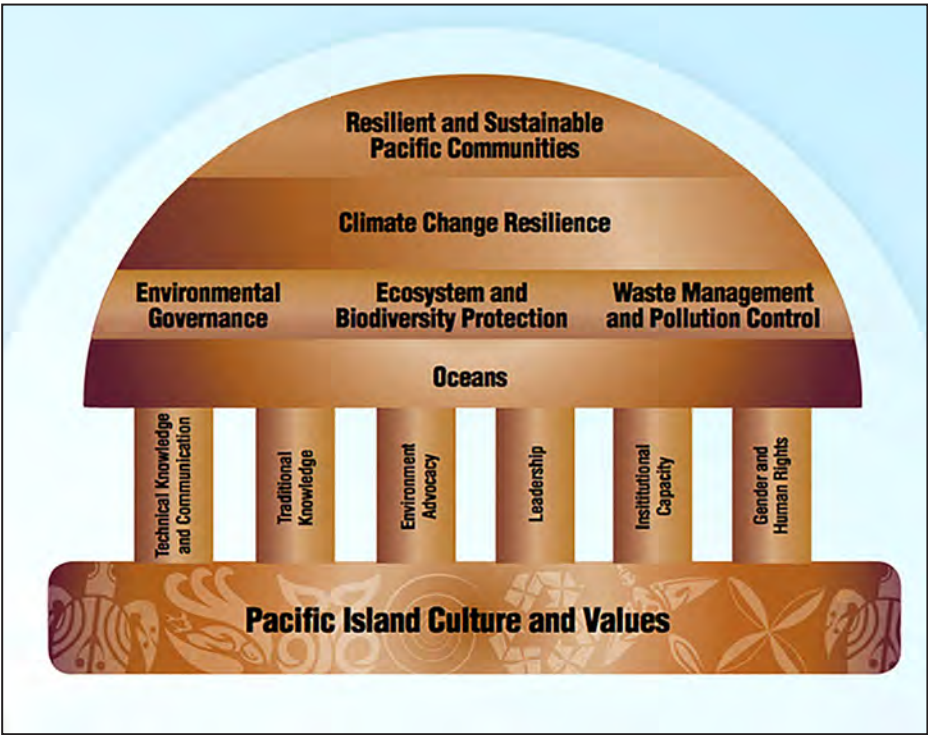 Resilient and Sustainable
Pacific Communities
Climate Change Resilience
Environmental
Governance
Ecosystem and
Biodiversity Protection
Waste Management
and Pollution Control
Oceans
Technical Knowledge
and Communication
Traditional
Knowledge
Environment
Advocacy
Leadership
Insititutional
Capacity
Gender and
Human Rights
Pacific Island Culture and Values